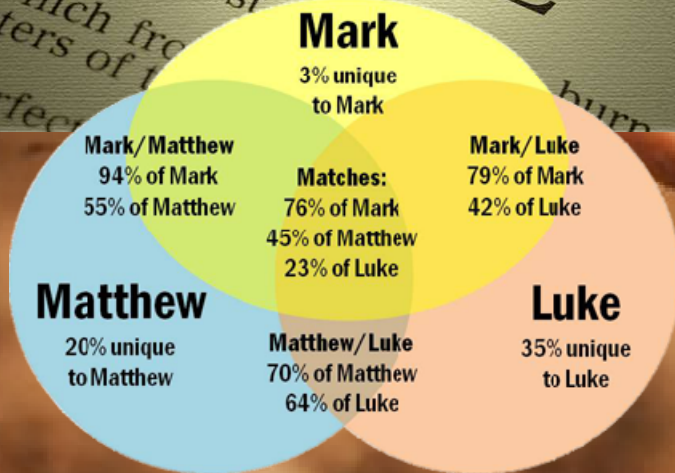 Mark
3% unique
to Mark
Mark/Matthew
94% of Mark
55% of Matthew
Matches:
76% of Mark
45% of Matthew
23% of Luke
Mark/Luke
79% of Mark
42% of Luke
Matthew
20% unique
to Matthew
Matthew/Luke
70% of Matthew
64% of Luke
Luke
35% unique
to Luke